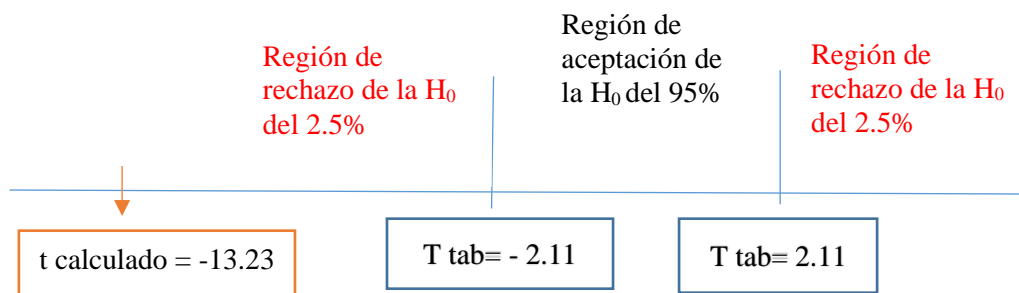 Región de
rechazo de la H0
del 2.5%
Región de
aceptación de
la H0 del 95%
Región de
rechazo de la H0
del 2.5%
t calculado = -13.23
T tab= - 2.11
T tab= 2.11